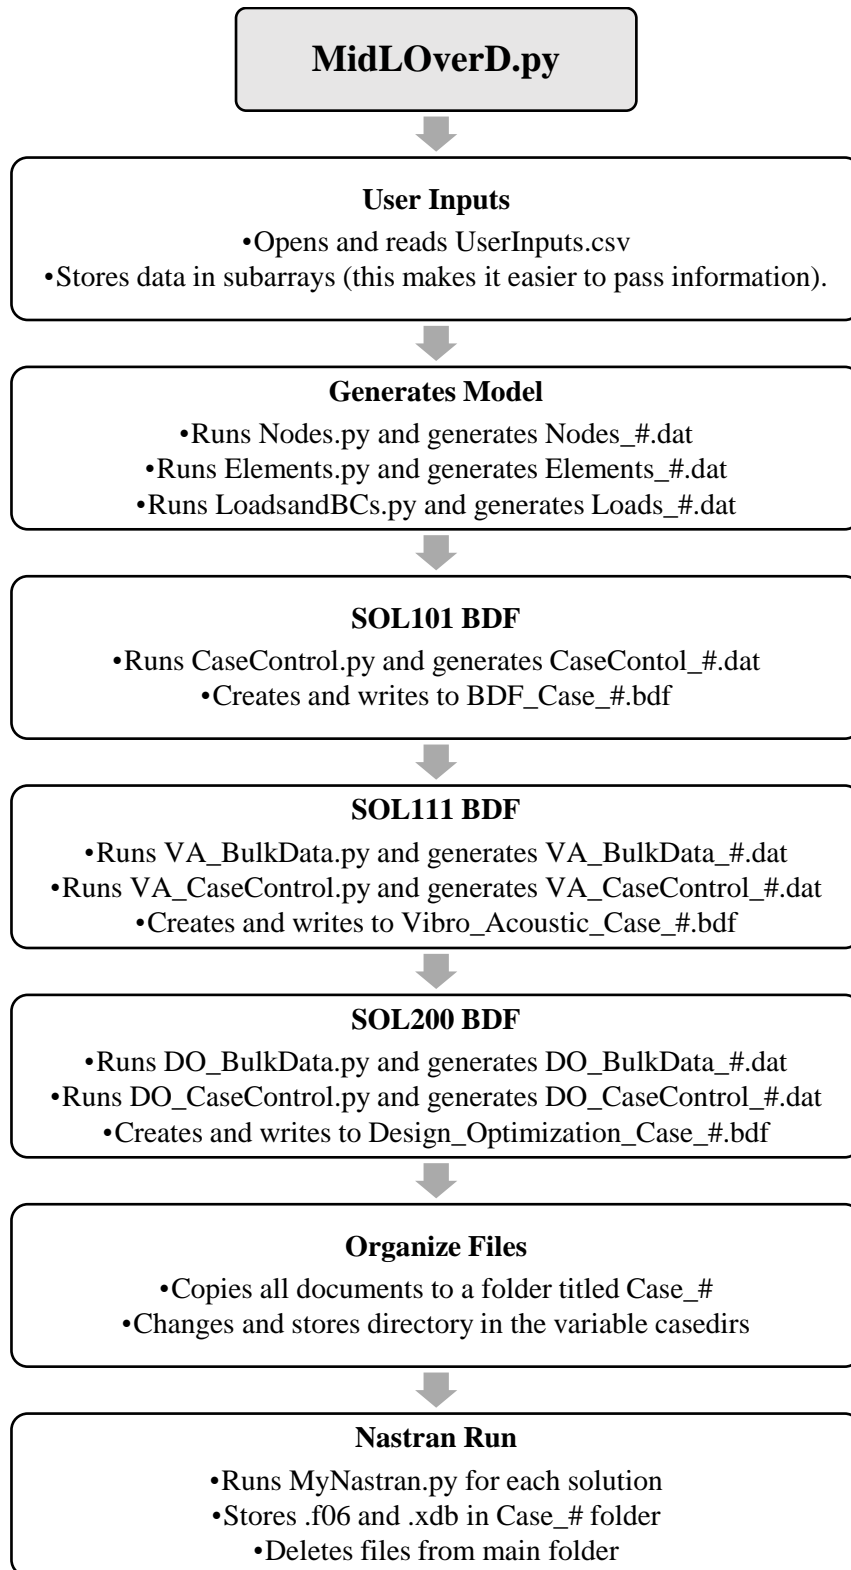 MidLOverD.py
User Inputs
•Opens and reads UserInputs.csv
•Stores data in subarrays (this makes it easier to pass information).
Generates Model
•Runs Nodes.py and generates Nodes_#.dat
•Runs Elements.py and generates Elements_#.dat
•Runs LoadsandBCs.py and generates Loads_#.dat
SOL101 BDF
•Runs CaseControl.py and generates CaseContol_#.dat
•Creates and writes to BDF_Case_#.bdf
SOL111 BDF
•Runs VA_BulkData.py and generates VA_BulkData_#.dat
•Runs VA_CaseControl.py and generates VA_CaseControl_#.dat
•Creates and writes to Vibro_Acoustic_Case_#.bdf
SOL200 BDF
•Runs DO_BulkData.py and generates DO_BulkData_#.dat
•Runs DO_CaseControl.py and generates DO_CaseControl_#.dat
•Creates and writes to Design_Optimization_Case_#.bdf
Organize Files
•Copies all documents to a folder titled Case_#
•Changes and stores directory in the variable casedirs
Nastran Run
•Runs MyNastran.py for each solution
•Stores .f06 and .xdb in Case_# folder
•Deletes files from main folder